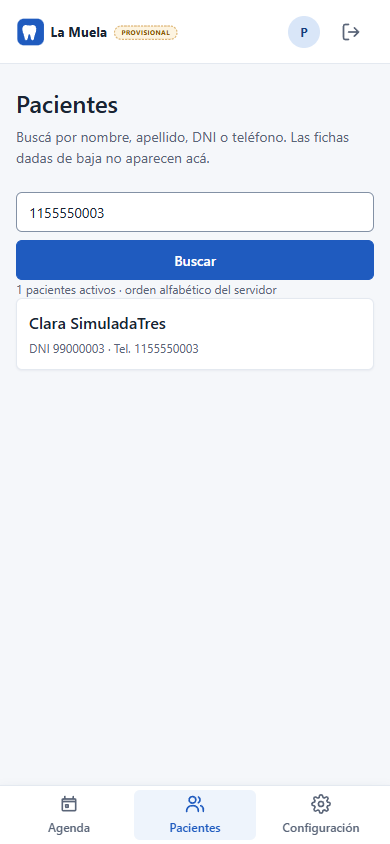 La Muela PROVISIONAL P
Pacientes
Buscá por nombre, apellido, DNI o teléfono. Las fichas
dadas de baja no aparecen acá.
1155550003
Buscar
1 pacientes activos · orden alfabético del servidor
Clara SimuladaTres
DNI 99000003 · Tel. 1155550003
Agenda Pacientes Configuración